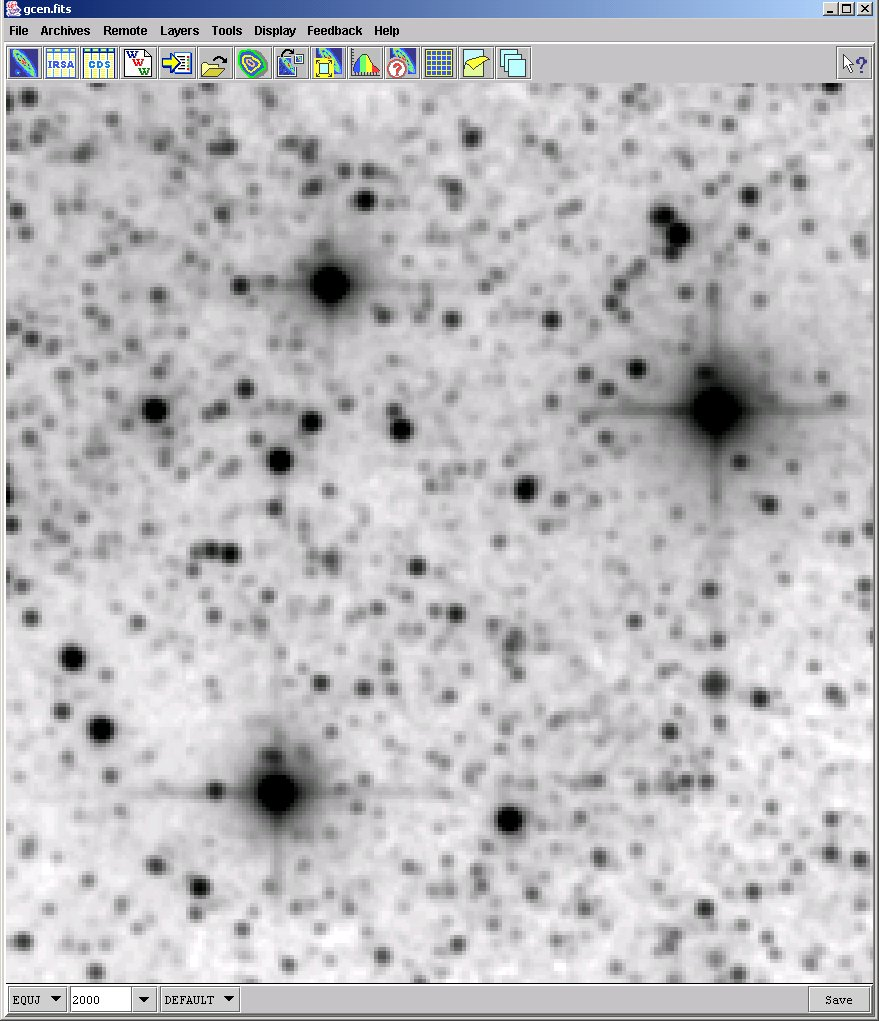 gcen.fits
File Archives Remote Layers Tools Display Feedback Help
IRSA CDS W W W ? ?
EQUJ 2000 DEFAULT Save